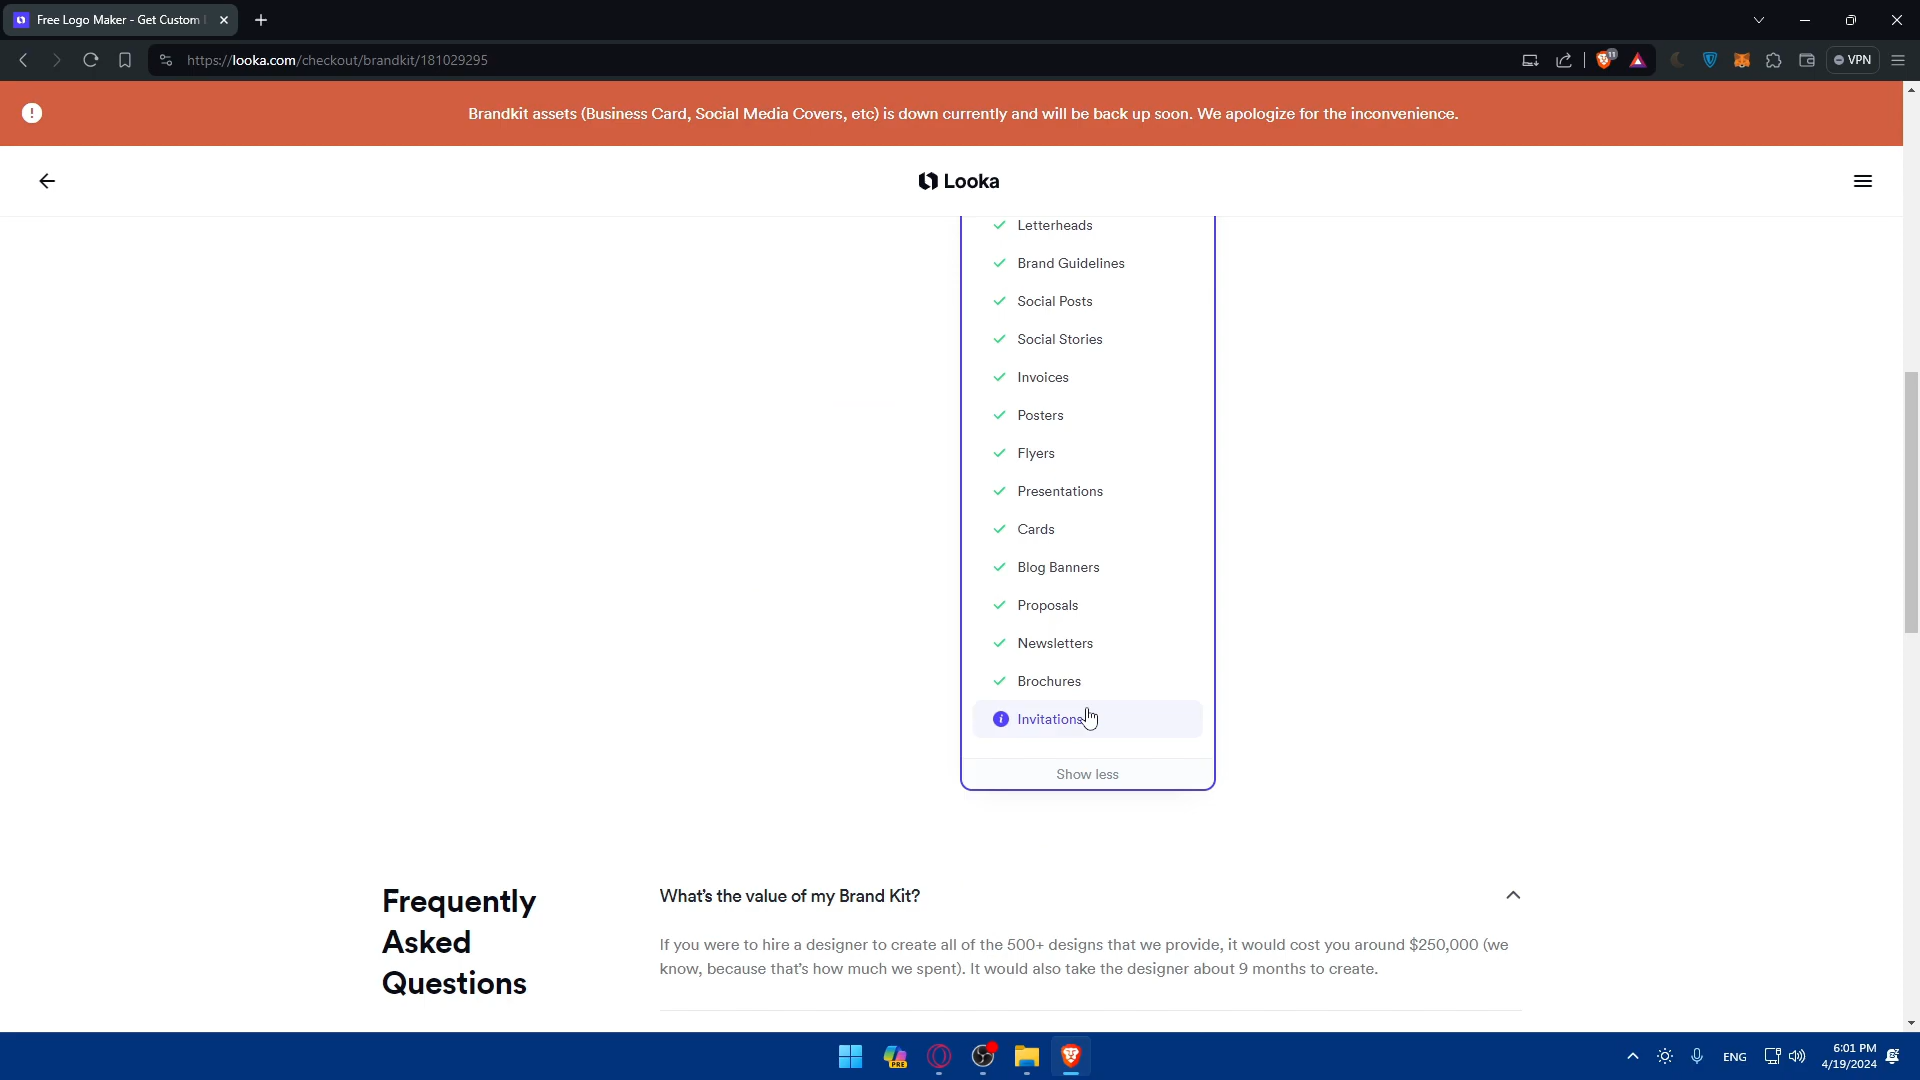 Free Logo Maker - Get Custom
https://looka.com/checkout/brandkit/181029295
11
VPN
Brandkit assets (Business Card, Social Media Covers, etc) is down currently and will be back up soon. We apologize for the inconvenience.
Looka
Letterheads
Brand Guidelines
Social Posts
Social Stories
Invoices
Posters
Flyers
Presentations
Cards
Blog Banners
Proposals
Newsletters
Brochures
Invitations
Show less
Frequently
Asked
Questions
What's the value of my Brand Kit?
If you were to hire a designer to create all of the 500+ designs that we provide, it would cost you around $250,000 (we
know, because that's how much we spent). It would also take the designer about 9 months to create.
PRE
ENG
6:01 PM
4/19/2024